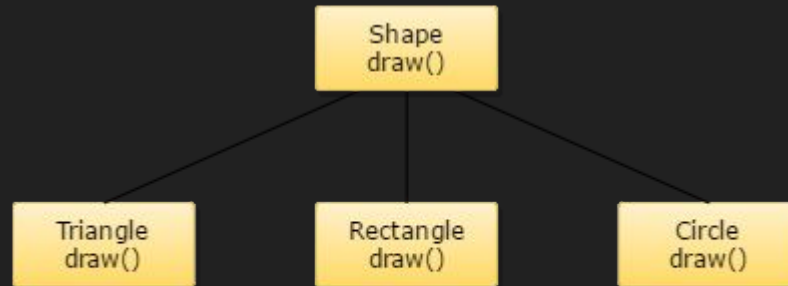 Shape
draw()
Triangle
draw()
Rectangle
draw()
Circle
draw()